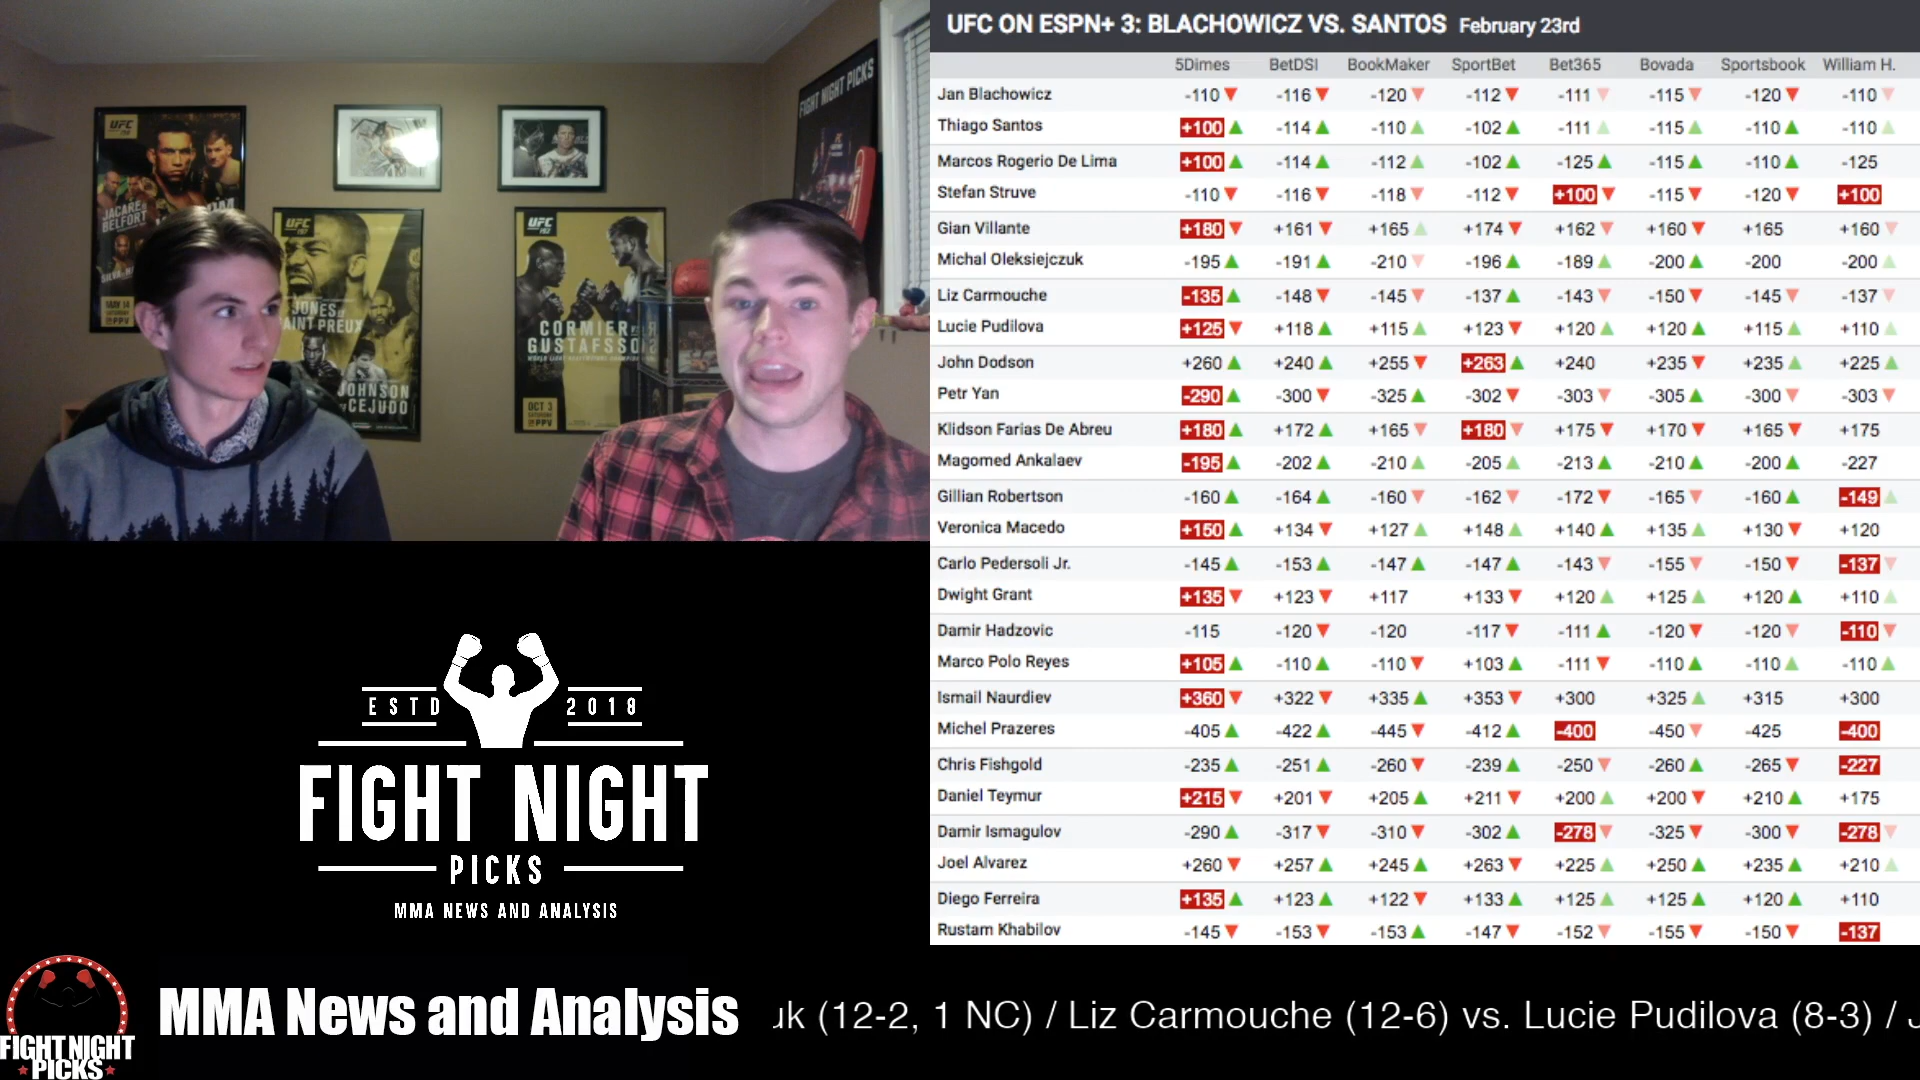 UFC
JACARE
BELFORT
MAY 14
PPV
UFC
JONES
SAINT PREUX
JOHNSON
CEJUDO
UFC
CORMIER
GUSTAFSSON
OCT 3
PPV
FIGHT NIGHT PICKS
UFC ON ESPN+ 3: BLACHOWICZ VS. SANTOS February 23rd
5Dimes BetDSI BookMaker SportBet Bet365 Bovada Sportsbook William H.
Jan Blachowicz -110▼ -116▼ -120▼ -112▼ -111▼ -115▼ -120▼ -110▼
Thiago Santos +100▲ -114▲ -110▲ -102▲ -111▲ -115▲ -110▲ -110▲
Marcos Rogerio De Lima +100▲ -114▲ -112▲ -102▲ -125▲ -115▲ -110▲ -125
Stefan Struve -110▼ -116▼ -118▼ -112▼ +100▼ -115▼ -120▼ +100
Gian Villante +180▼ +161▼ +165▲ +174▼ +162▼ +160▼ +165 +160▼
Michal Oleksiejczuk -195▲ -191▲ -210▼ -196▲ -189▲ -200▲ -200 -200▲
Liz Carmouche -135▲ -148▼ -145▼ -137▲ -143▼ -150▼ -145▼ -137▼
Lucie Pudilova +125▼ +118▲ +115▲ +123▼ +120▲ +120▲ +115▲ +110▲
John Dodson +260▲ +240▲ +255▼ +263▲ +240 +235▼ +235▲ +225▲
Petr Yan -290▲ -300▼ -325▲ -302▼ -303▼ -305▲ -300▼ -303▼
Klidson Farias De Abreu +180▲ +172▲ +165▼ +180▼ +175▼ +170▼ +165▼ +175
Magomed Ankalaev -195▲ -202▲ -210▲ -205▲ -213▲ -210▲ -200▲ -227
Gillian Robertson -160▲ -164▲ -160▼ -162▼ -172▼ -165▼ -160▲ -149▲
Veronica Macedo +150▲ +134▼ +127▲ +148▲ +140▲ +135▲ +130▼ +120
Carlo Pedersoli Jr. -145▲ -153▲ -147▲ -147▲ -143▼ -155▼ -150▼ -137▼
Dwight Grant +135▼ +123▼ +117 +133▼ +120▲ +125▲ +120▲ +110▲
Damir Hadzovic -115 -120▼ -120 -117▼ -111▲ -120▼ -120▼ -110▼
Marco Polo Reyes +105▲ -110▲ -110▼ +103▲ -111▼ -110▲ -110▲ -110▲
Ismail Naurdiev +360▼ +322▼ +335▲ +353▼ +300 +325▲ +315 +300
Michel Prazeres -405▲ -422▲ -445▼ -412▲ -400 -450▼ -425 -400
Chris Fishgold -235▲ -251▲ -260▼ -239▲ -250▼ -260▲ -265▼ -227
Daniel Teymur +215▼ +201▼ +205▲ +211▼ +200▲ +200▼ +210▲ +175
Damir Ismagulov -290▲ -317▼ -310▼ -302▲ -278▼ -325▼ -300▼ -278▼
Joel Alvarez +260▼ +257▲ +245▲ +263▼ +225▲ +250▲ +235▲ +210▲
Diego Ferreira +135▲ +123▲ +122▼ +133▲ +125▲ +125▲ +120▲ +110
Rustam Khabilov -145▼ -153▼ -153▲ -147▼ -152▼ -155▼ -150▼ -137
ESTD 2018
FIGHT NIGHT
PICKS
MMA NEWS AND ANALYSIS
FIGHT NIGHT
PICKS
MMA News and Analysis
uk (12-2, 1 NC) / Liz Carmouche (12-6) vs. Lucie Pudilova (8-3) / J